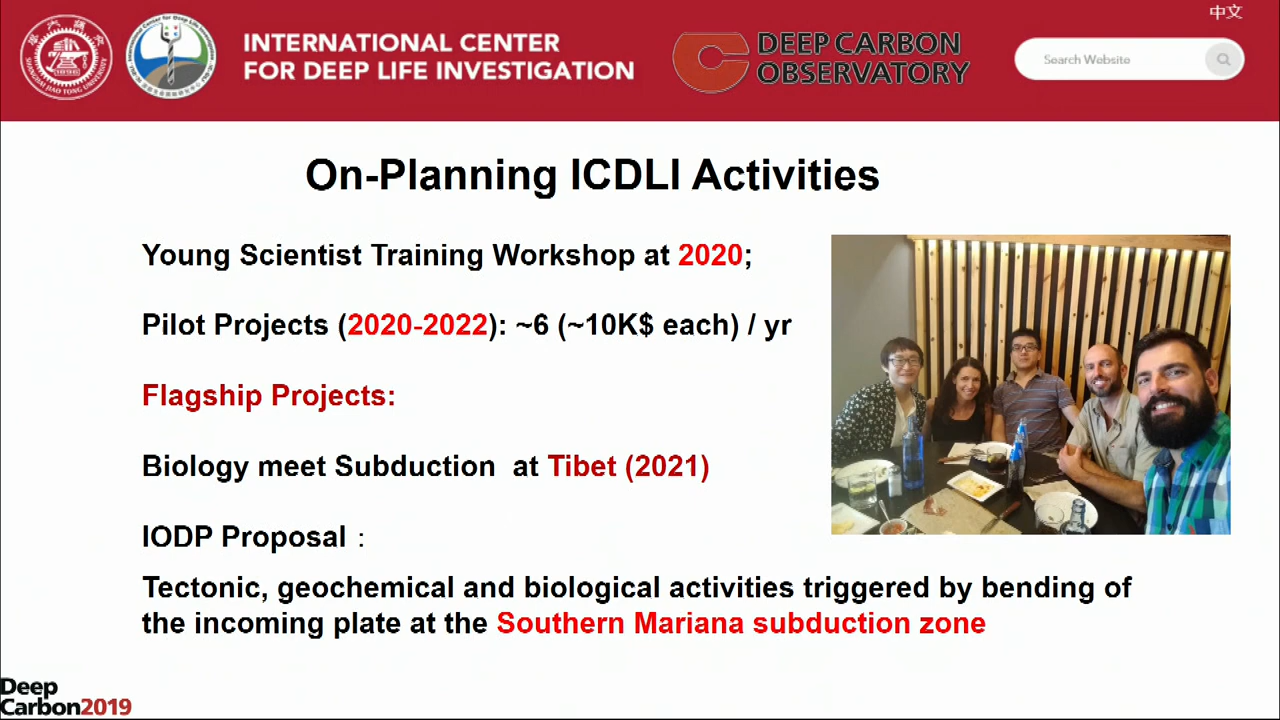 中文
INTERNATIONAL CENTER
FOR DEEP LIFE INVESTIGATION
DEEP CARBON
OBSERVATORY
Search Website
On-Planning ICDLI Activities
Young Scientist Training Workshop at 2020;
Pilot Projects (2020-2022): ~6 (~10K$ each) / yr
Flagship Projects:
Biology meet Subduction at Tibet (2021)
IODP Proposal：
Tectonic, geochemical and biological activities triggered by bending of
the incoming plate at the Southern Mariana subduction zone
Deep
Carbon2019